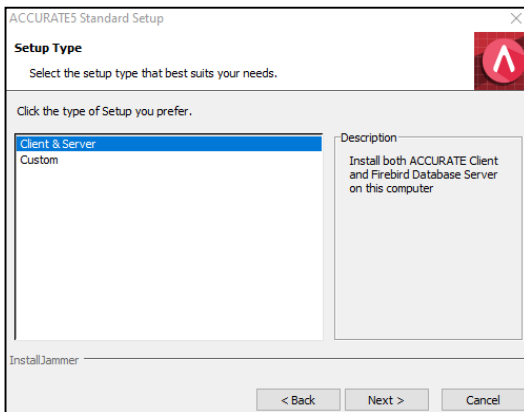 ACCURATE5 Standard Setup
Setup Type
Select the setup type that best suits your needs.
Click the type of Setup you prefer.
Client & Server
Custom
Description
Install both ACCURATE Client
and Firebird Database Server
on this computer
InstallJammer
< Back
Next >
Cancel